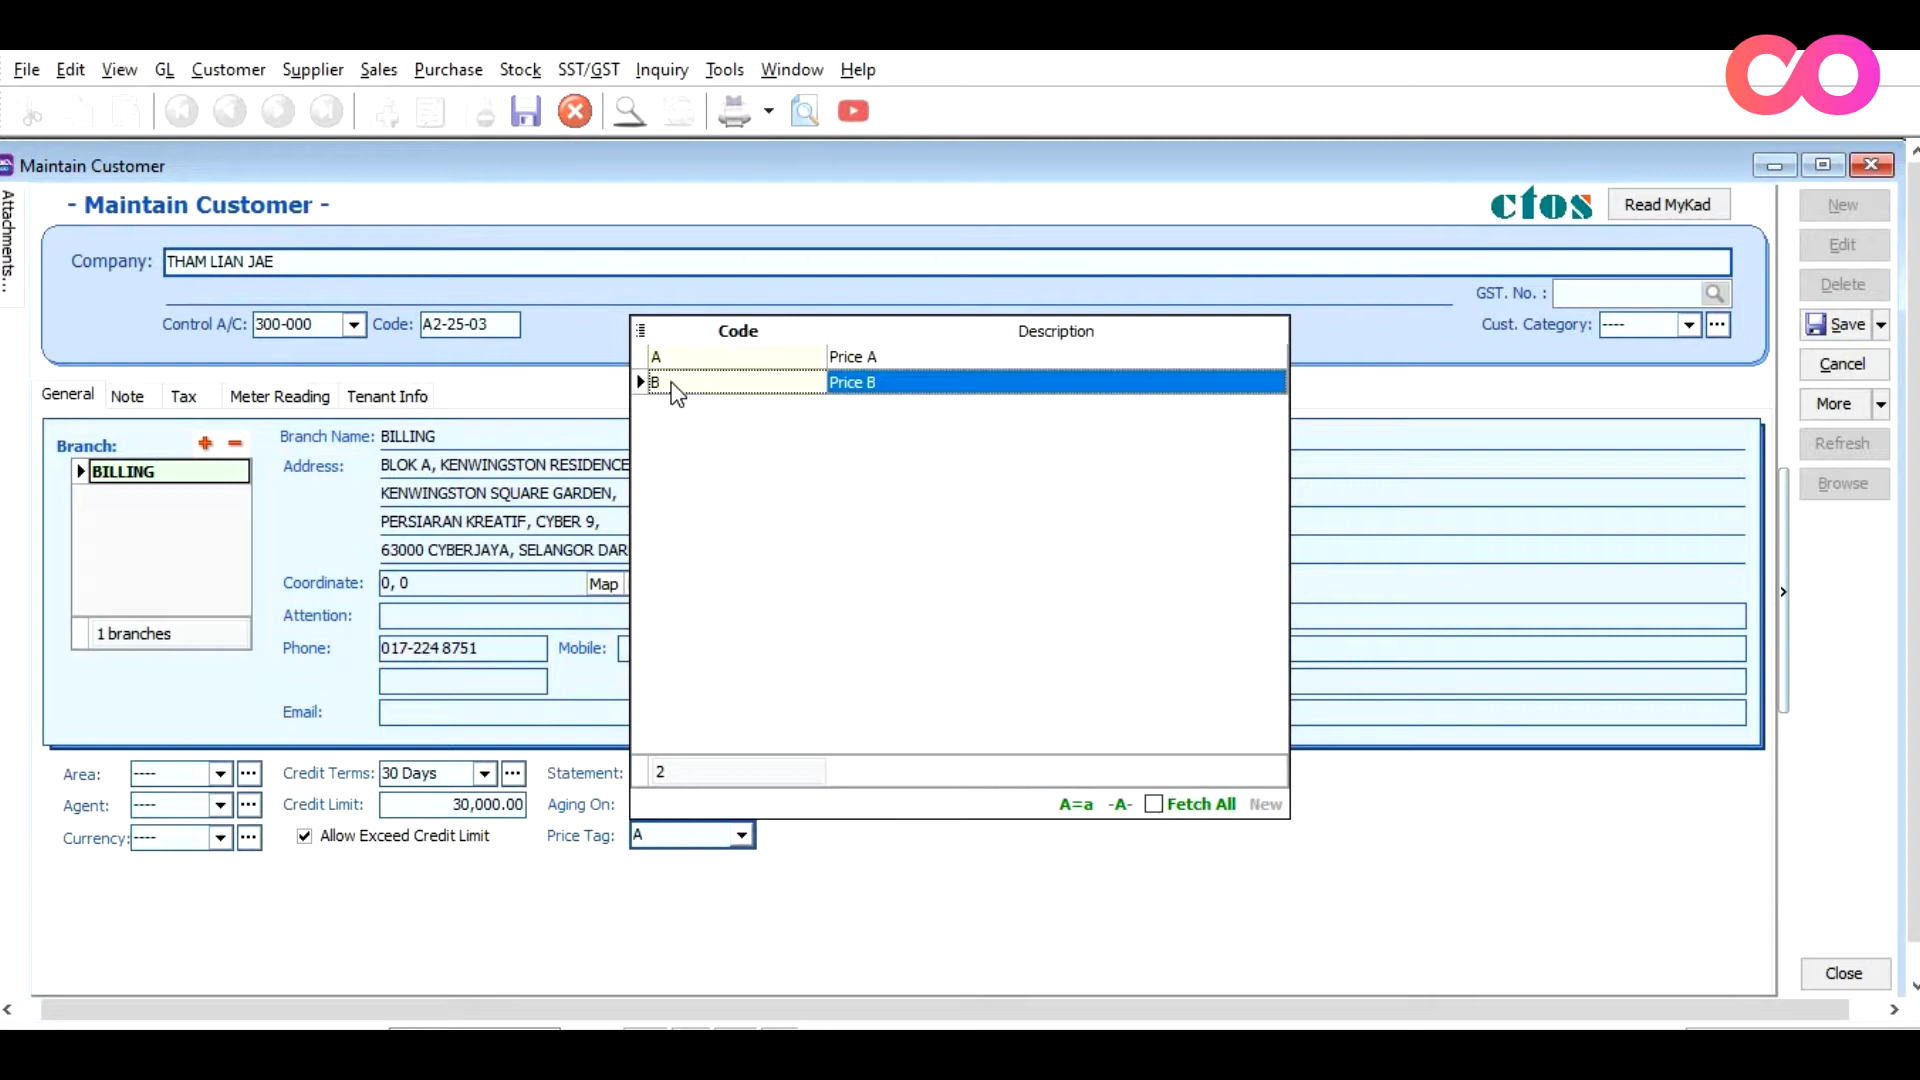 File Edit View GL Customer Supplier Sales Purchase Stock SST/GST Inquiry Tools Window Help
Maintain Customer
Attachments...
- Maintain Customer -
ctos
Read MyKad
New
Company: THAM LIAN JAE
Edit
GST. No. :
Delete
Control A/C: 300-000 Code: A2-25-03
Cust. Category: ----
Save
Code Description
A Price A
B Price B
Cancel
General Note Tax Meter Reading Tenant Info
More
Branch:
BILLING
1 branches
Branch Name: BILLING
Refresh
Address: BLOK A, KENWINGSTON RESIDENCE
Browse
KENWINGSTON SQUARE GARDEN,
PERSIARAN KREATIF, CYBER 9,
63000 CYBERJAYA, SELANGOR DAR
Coordinate: 0, 0 Map
Attention:
Phone: 017-224 8751 Mobile:
Email:
2
A=a -A- Fetch All New
Area: ---- Credit Terms: 30 Days Statement:
Agent: ---- Credit Limit: 30,000.00 Aging On:
Currency: ---- Allow Exceed Credit Limit Price Tag: A
Close